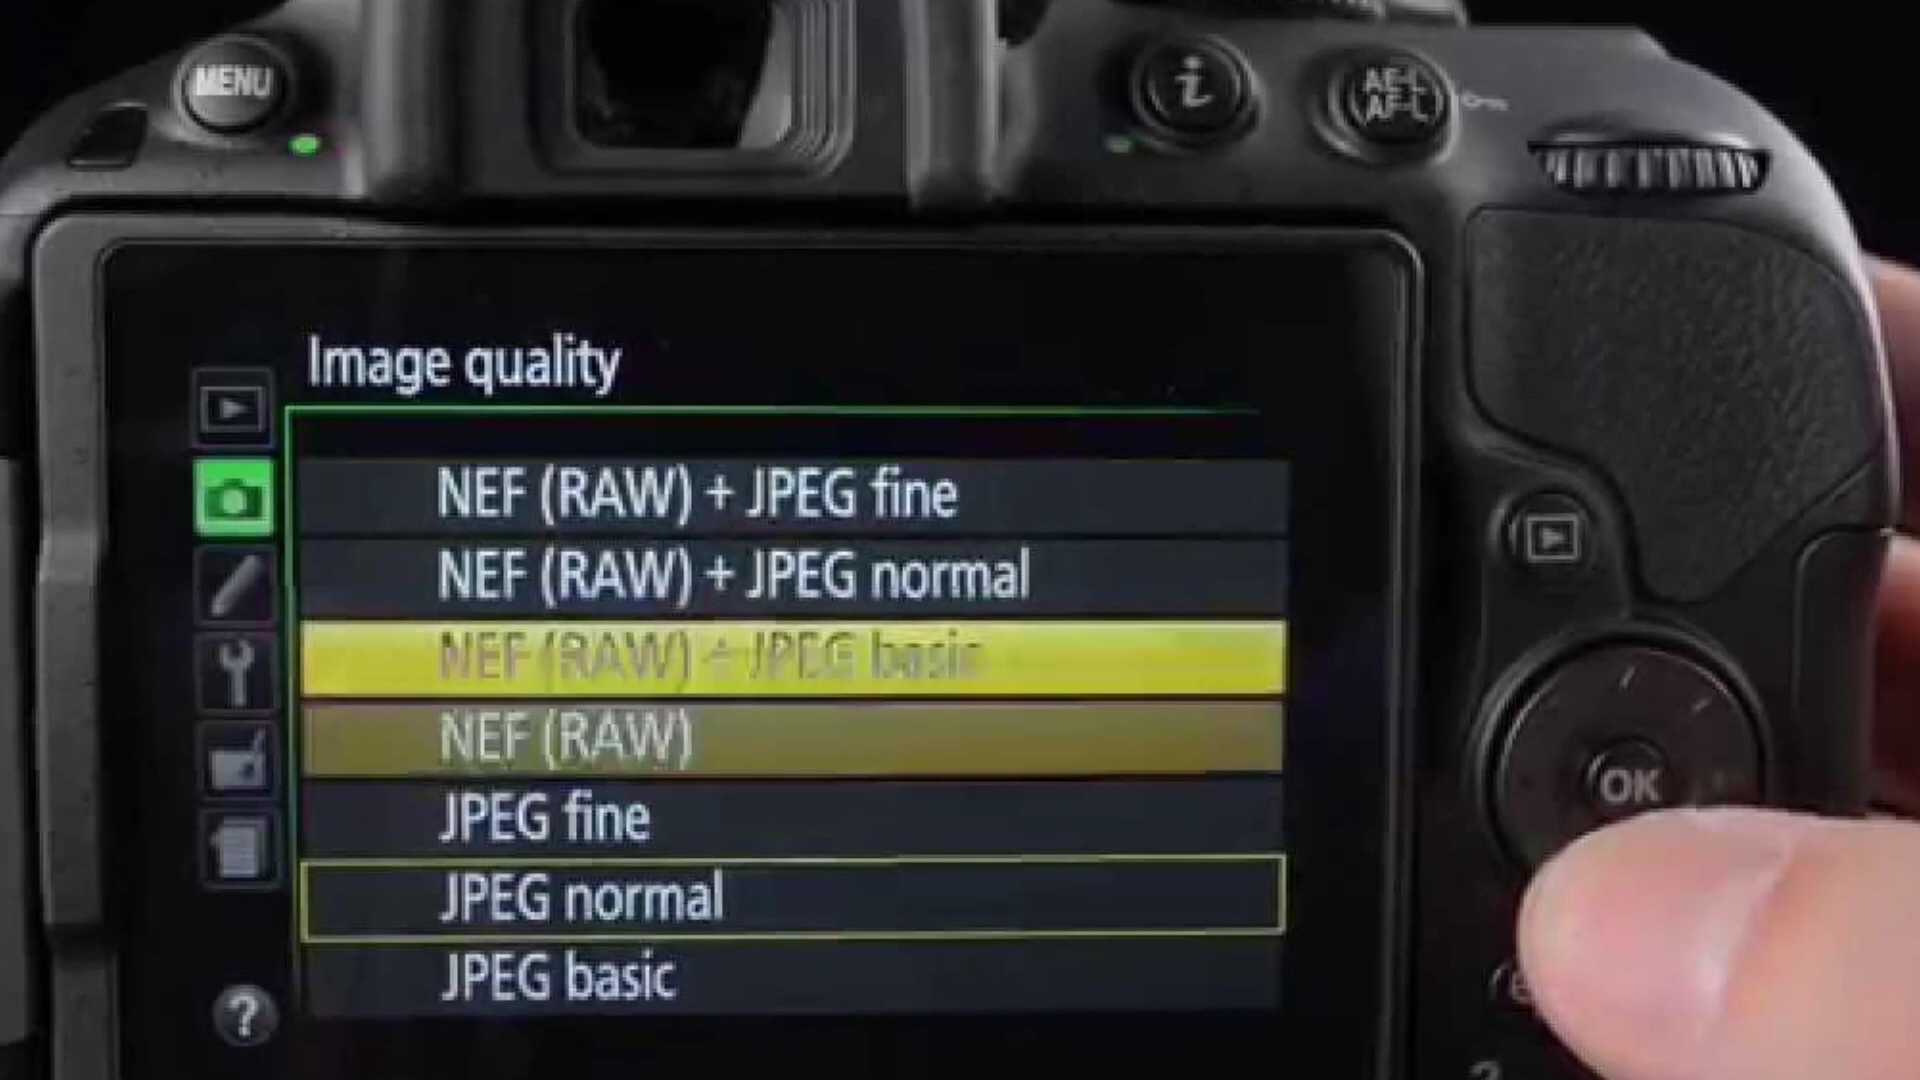 MENU
i
AE-L
AF-L
Image quality
NEF (RAW) + JPEG fine
NEF (RAW) + JPEG normal
NEF (RAW) + JPEG basic
NEF (RAW)
JPEG fine
JPEG normal
JPEG basic
OK
?